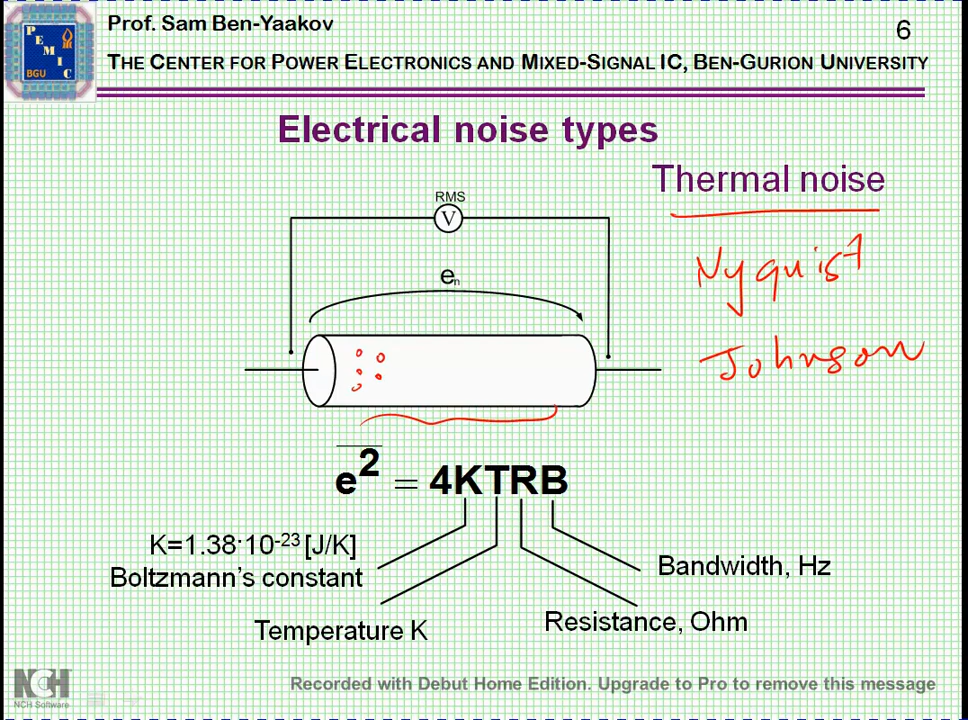 Prof. Sam Ben-Yaakov
6
THE CENTER FOR POWER ELECTRONICS AND MIXED-SIGNAL IC, BEN-GURION UNIVERSITY
P
E
M
I
C
BGU
Electrical noise types
Thermal noise
RMS
V
Nyquist
eₙ
Johnson
e² = 4KTRB
K=1.38·10⁻²³ [J/K]
Boltzmann's constant
Bandwidth, Hz
Temperature K
Resistance, Ohm
NCH
NCH Software
Recorded with Debut Home Edition. Upgrade to Pro to remove this message